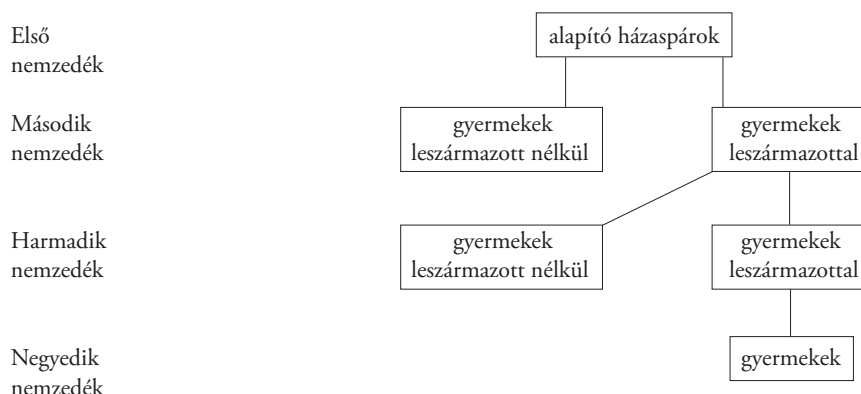 Első
nemzedék
alapító házaspárok
Második
nemzedék
gyermekek
leszármazott nélkül
gyermekek
leszármazottal
Harmadik
nemzedék
gyermekek
leszármazott nélkül
gyermekek
leszármazottal
Negyedik
nemzedék
gyermekek